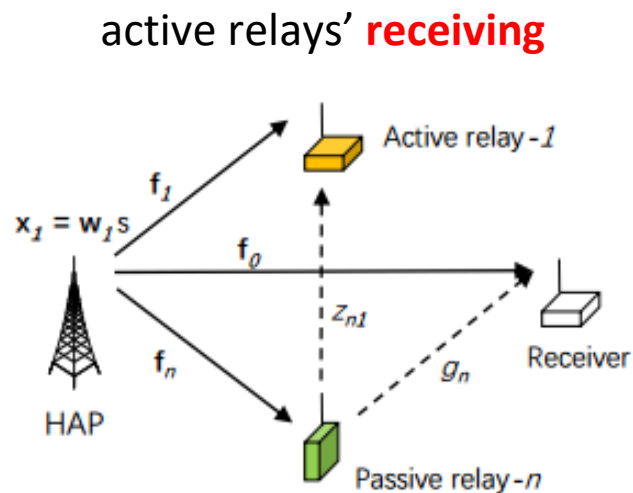 active relays’ receiving
Active relay-1
f1
x1 = w1s
f0
zn1
gn
fn
Receiver
HAP
Passive relay-n